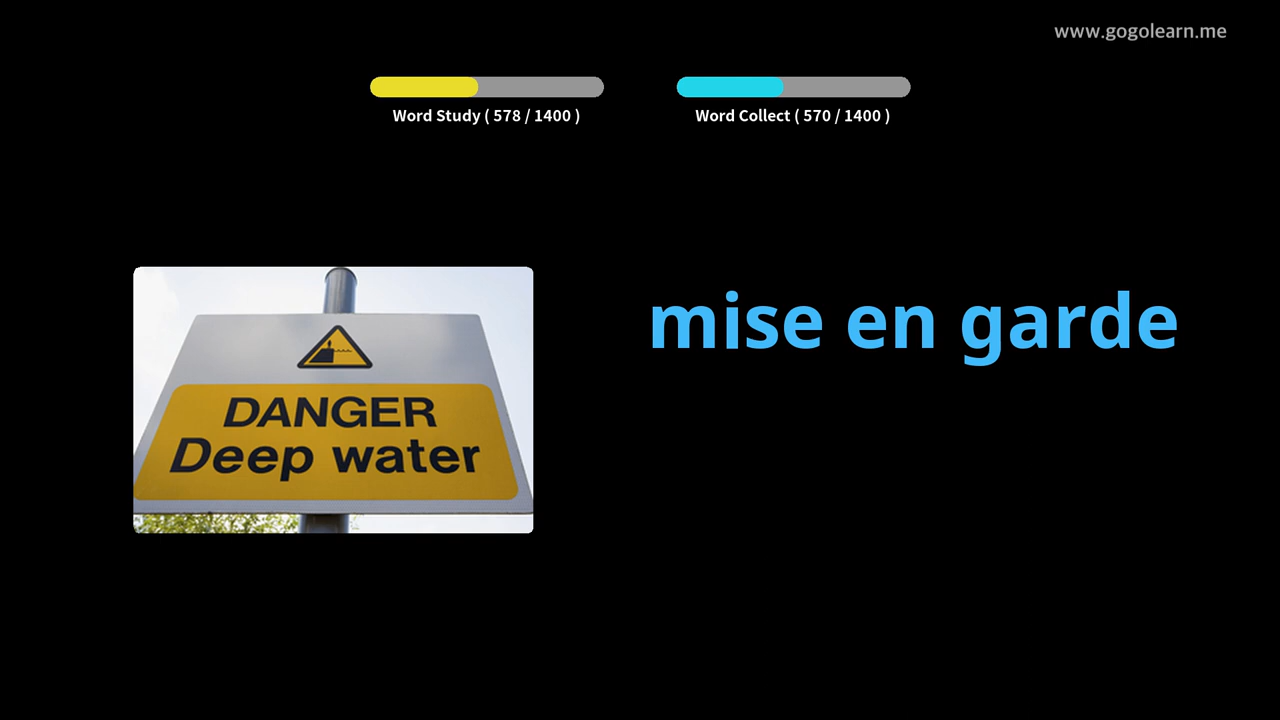 www.gogolearn.me
Word Study ( 578 / 1400 )
Word Collect ( 570 / 1400 )
DANGER
Deep water
mise en garde